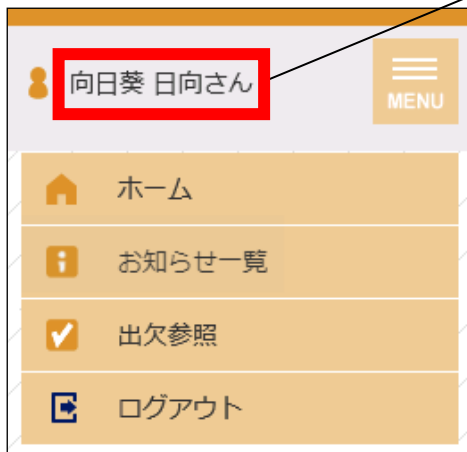 向日葵 日向さん
MENU
ホーム
お知らせ一覧
出欠参照
ログアウト